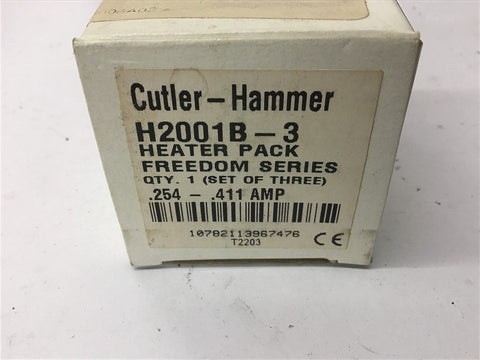 Cutler-Hammer
H2001B-3
HEATER PACK
FREEDOM SERIES
QTY. 1 (SET OF THREE)
.254 - .411 AMP
10782113967476
T2203
CE